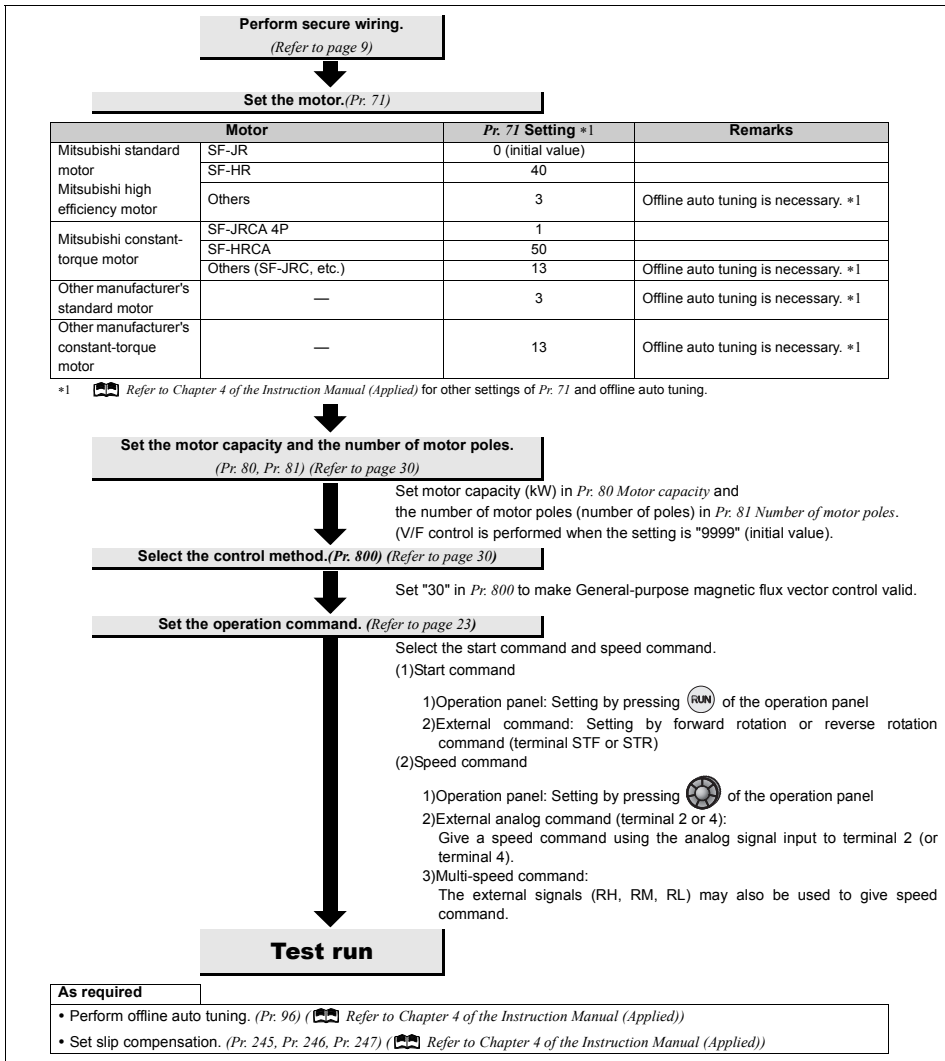 Perform secure wiring.
(Refer to page 9)
Set the motor.(Pr. 71)
Motor Pr. 71 Setting *1 Remarks
Mitsubishi standard motor
Mitsubishi high efficiency motor
SF-JR 0 (initial value)
SF-HR 40
Others 3 Offline auto tuning is necessary. *1
Mitsubishi constant-torque motor
SF-JRCA 4P 1
SF-HRCA 50
Others (SF-JRC, etc.) 13 Offline auto tuning is necessary. *1
Other manufacturer's standard motor — 3 Offline auto tuning is necessary. *1
Other manufacturer's constant-torque motor — 13 Offline auto tuning is necessary. *1
*1 Refer to Chapter 4 of the Instruction Manual (Applied) for other settings of Pr. 71 and offline auto tuning.
Set the motor capacity and the number of motor poles.
(Pr. 80, Pr. 81) (Refer to page 30)
Set motor capacity (kW) in Pr. 80 Motor capacity and
the number of motor poles (number of poles) in Pr. 81 Number of motor poles.
(V/F control is performed when the setting is "9999" (initial value).
Select the control method.(Pr. 800) (Refer to page 30)
Set "30" in Pr. 800 to make General-purpose magnetic flux vector control valid.
Set the operation command. (Refer to page 23)
Select the start command and speed command.
(1)Start command
1)Operation panel: Setting by pressing RUN of the operation panel
2)External command: Setting by forward rotation or reverse rotation
command (terminal STF or STR)
(2)Speed command
1)Operation panel: Setting by pressing of the operation panel
2)External analog command (terminal 2 or 4):
Give a speed command using the analog signal input to terminal 2 (or
terminal 4).
3)Multi-speed command:
The external signals (RH, RM, RL) may also be used to give speed
command.
Test run
As required
• Perform offline auto tuning. (Pr. 96) ( Refer to Chapter 4 of the Instruction Manual (Applied))
• Set slip compensation. (Pr. 245, Pr. 246, Pr. 247) ( Refer to Chapter 4 of the Instruction Manual (Applied))